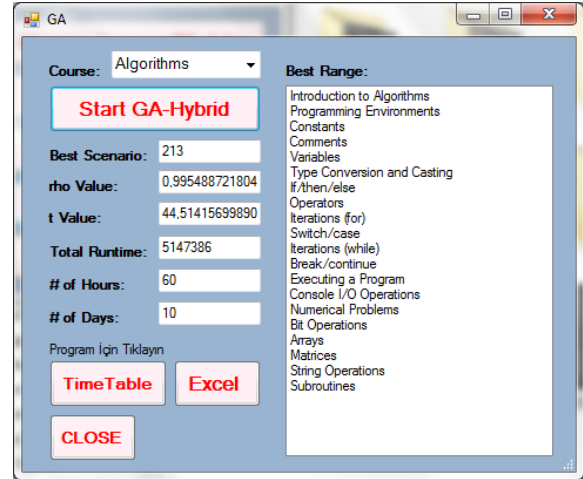 GA
Course: Algorithms
Start GA-Hybrid
Best Scenario: 213
rho Value: 0,995488721804
t Value: 44,51415699890
Total Runtime: 5147386
# of Hours: 60
# of Days: 10
Program İçin Tıklayın
TimeTable Excel
CLOSE
Best Range:
Introduction to Algorithms
Programming Environments
Constants
Comments
Variables
Type Conversion and Casting
If/then/else
Operators
Iterations (for)
Switch/case
Iterations (while)
Break/continue
Executing a Program
Console I/O Operations
Numerical Problems
Bit Operations
Arrays
Matrices
String Operations
Subroutines